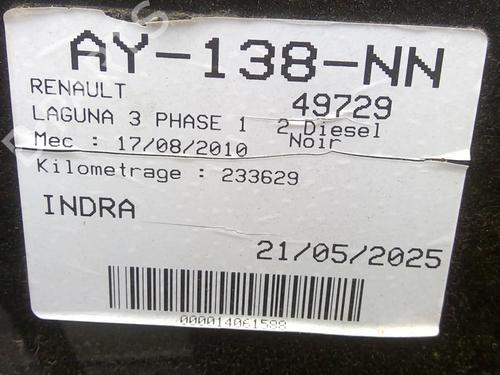 AY-138-NN
RENAULT 49729
LAGUNA 3 PHASE 1 2 Diesel
Mec : 17/08/2010 Noir
Kilometrage : 233629
INDRA
21/05/2025
000014061588